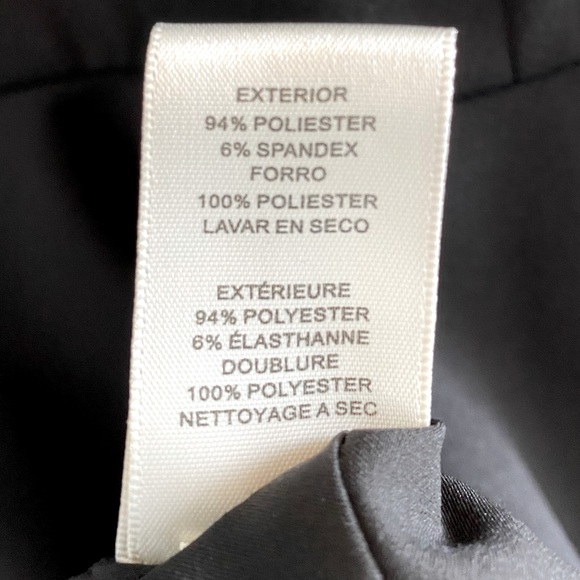 EXTERIOR
94% POLIESTER
6% SPANDEX
FORRO
100% POLIESTER
LAVAR EN SECO
EXTÉRIEURE
94% POLYESTER
6% ÉLASTHANNE
DOUBLURE
100% POLYESTER
NETTOYAGE A SEC